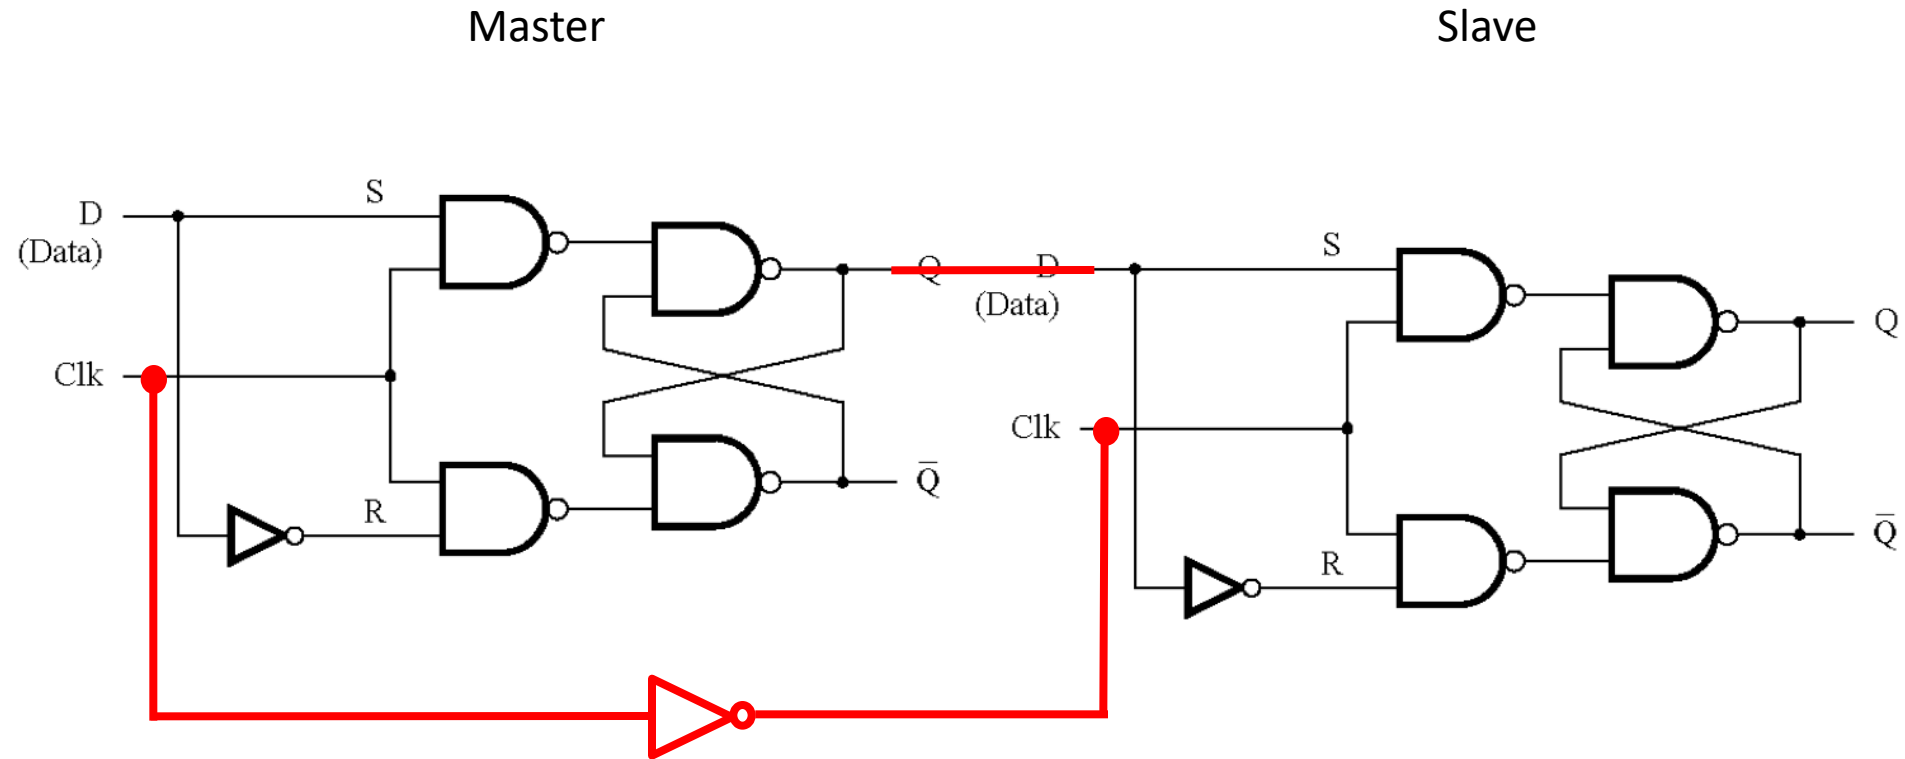 Master
Slave
D
(Data)
S
Clk
R
Q
Q̅
D
(Data)
S
Clk
R
Q
Q̅